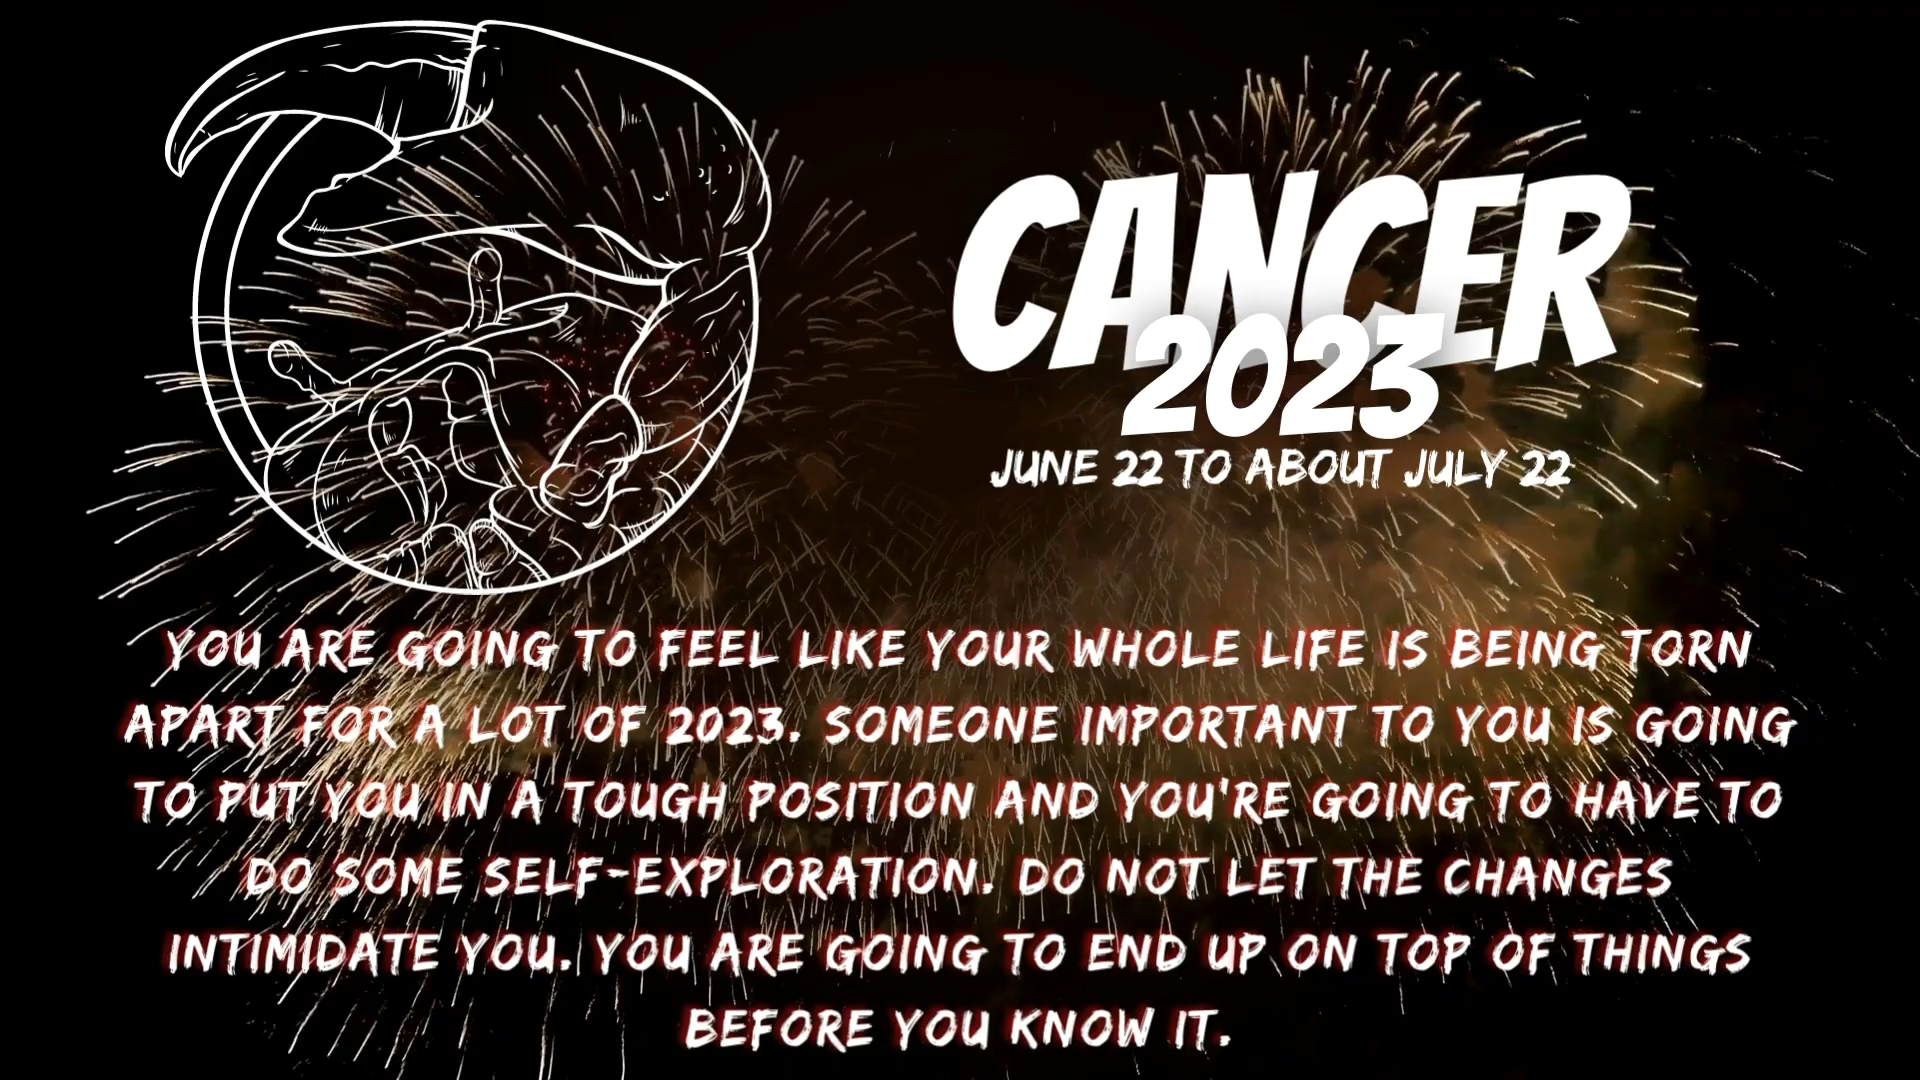 CANCER
2023
JUNE 22 TO ABOUT JULY 22
YOU ARE GOING TO FEEL LIKE YOUR WHOLE LIFE IS BEING TORN
APART FOR A LOT OF 2023. SOMEONE IMPORTANT TO YOU IS GOING
TO PUT YOU IN A TOUGH POSITION AND YOU'RE GOING TO HAVE TO
DO SOME SELF-EXPLORATION. DO NOT LET THE CHANGES
INTIMIDATE YOU. YOU ARE GOING TO END UP ON TOP OF THINGS
BEFORE YOU KNOW IT.